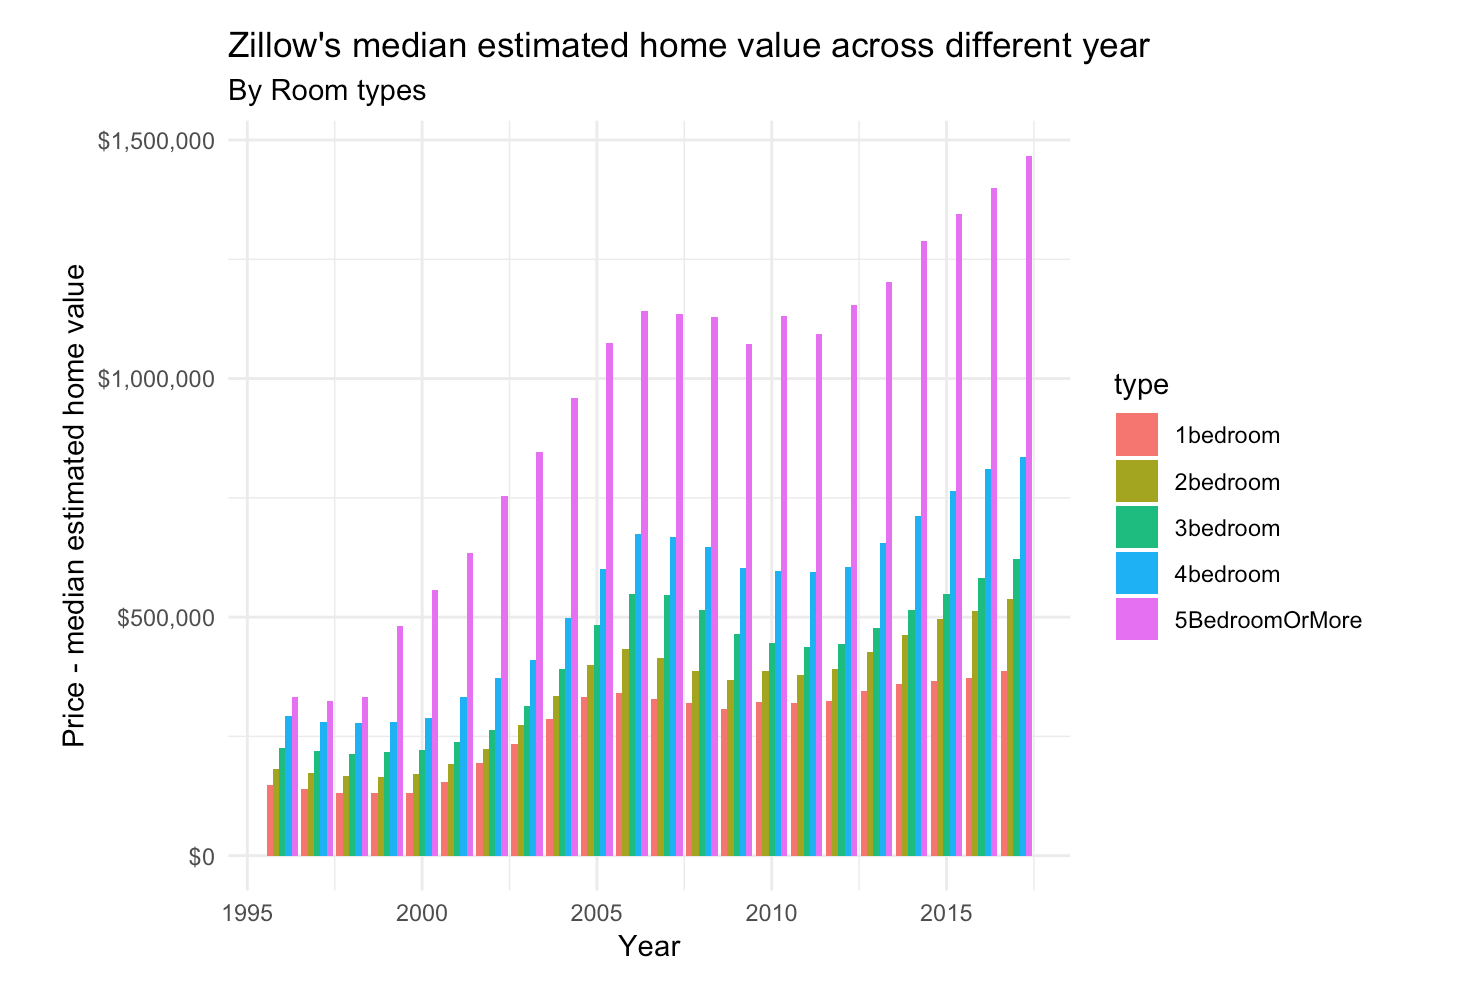 Zillow's median estimated home value across different year
By Room types
$1,500,000
$1,000,000
$500,000
$0
Price - median estimated home value
1995 2000 2005 2010 2015
Year
type
1bedroom
2bedroom
3bedroom
4bedroom
5BedroomOrMore